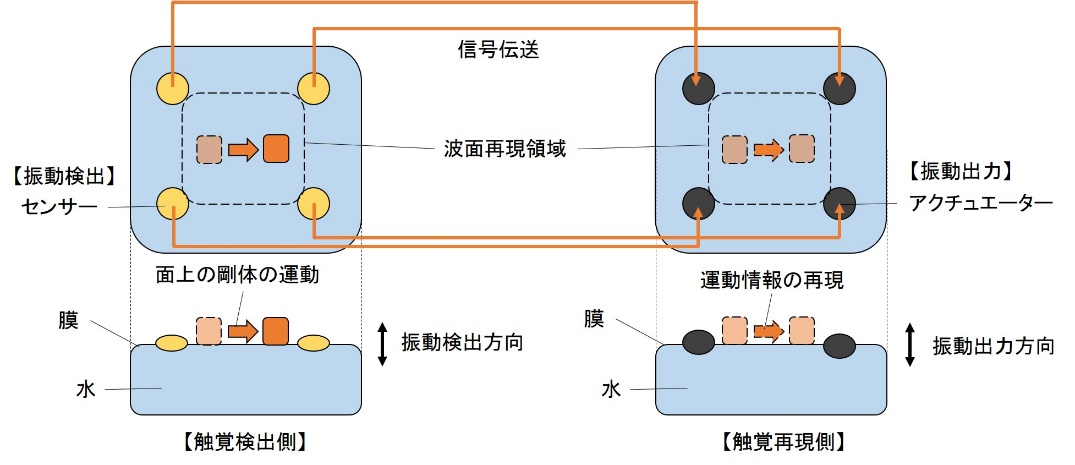 信号伝送
波面再現領域
【振動検出】
センサー
【振動出力】
アクチュエーター
面上の剛体の運動
運動情報の再現
膜
振動検出方向
膜
振動出力方向
水
水
【触覚検出側】
【触覚再現側】